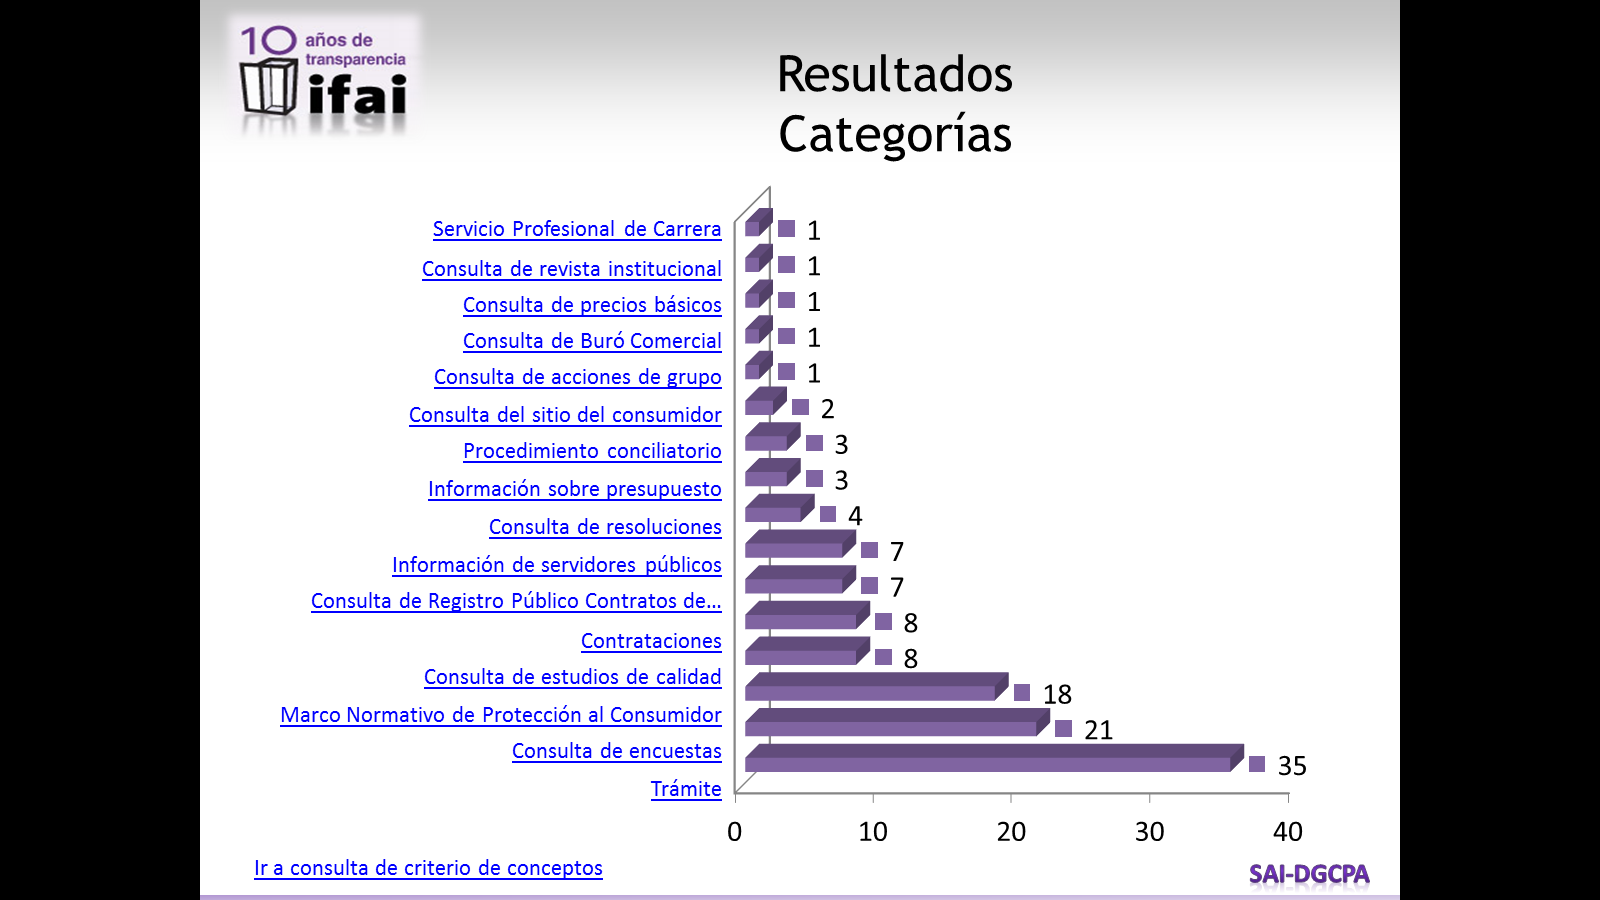 10 años de
transparencia
ifai
Resultados
Categorías
Servicio Profesional de Carrera 1
Consulta de revista institucional 1
Consulta de precios básicos 1
Consulta de Buró Comercial 1
Consulta de acciones de grupo 1
Consulta del sitio del consumidor 2
Procedimiento conciliatorio 3
Información sobre presupuesto 3
Consulta de resoluciones 4
Información de servidores públicos 7
Consulta de Registro Público Contratos de... 7
Contrataciones 8
Consulta de estudios de calidad 8
Marco Normativo de Protección al Consumidor 18
Consulta de encuestas 21
Trámite 35
0 10 20 30 40
Ir a consulta de criterio de conceptos
SAI-DGCPA